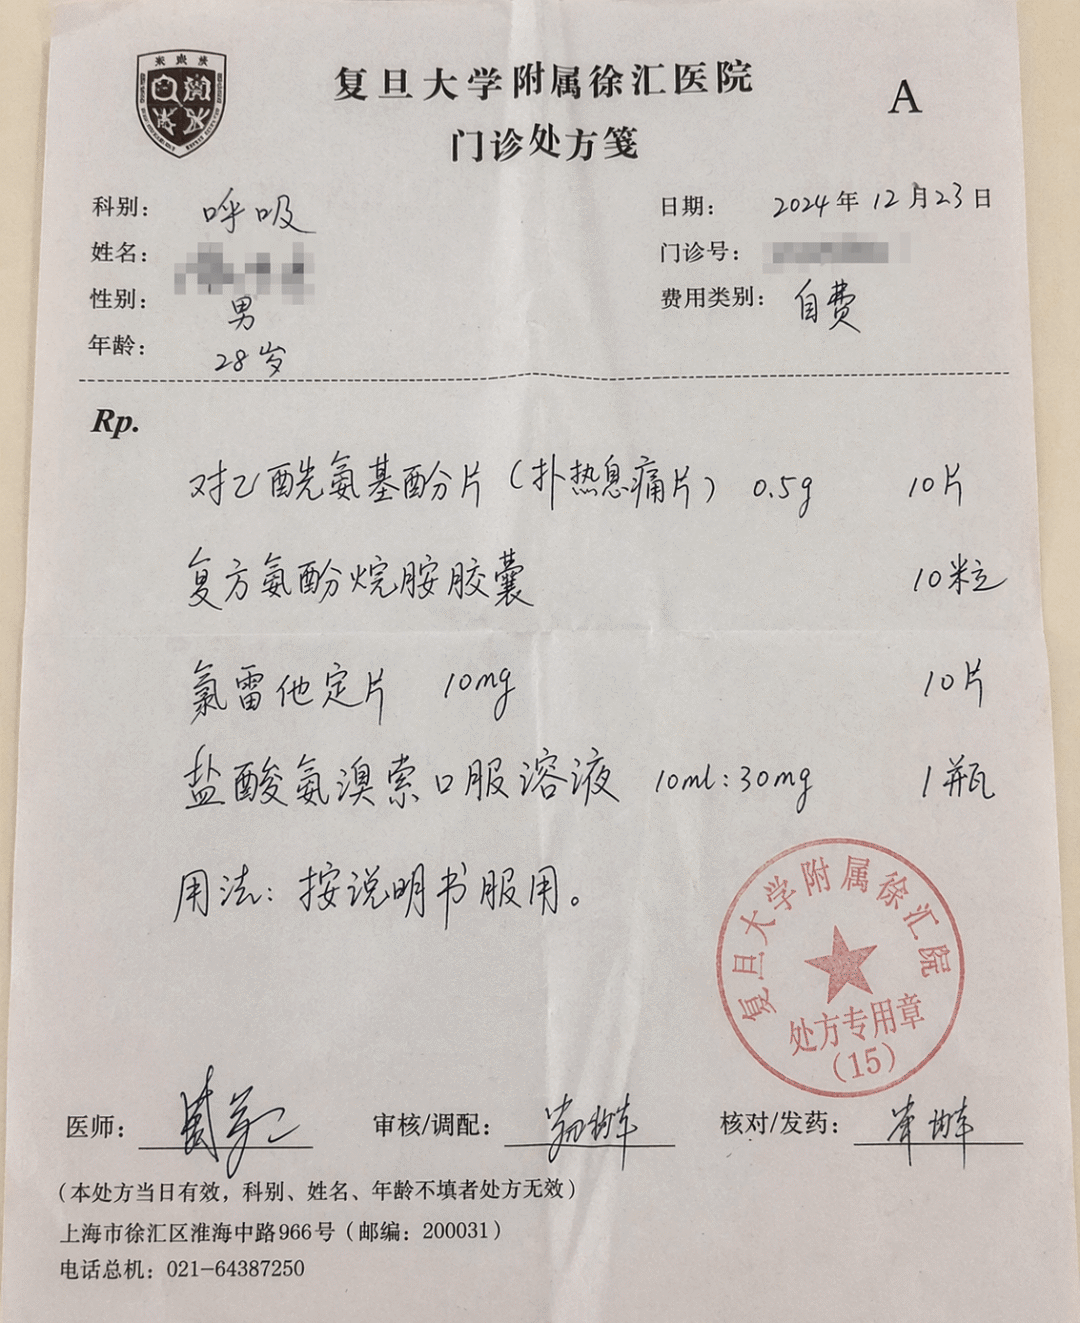 复旦大学附属徐汇医院
A
门诊处方笺
科别： 呼吸
日期： 2024年12月23日
姓名：
门诊号：
性别： 男
费用类别： 自费
年龄： 28岁
Rp.
对乙酰氨基酚片（扑热息痛片） 0.5g 10片
复方氨酚烷胺胶囊 10粒
氯雷他定片 10mg 10片
盐酸氨溴索口服溶液 10ml:30mg 1瓶
用法：按说明书服用。
复旦大学附属徐汇医院
处方专用章
（15）
医师：
审核/调配：
核对/发药：
（本处方当日有效，科别、姓名、年龄不填者处方无效）
上海市徐汇区淮海中路966号（邮编：200031）
电话总机：021-64387250